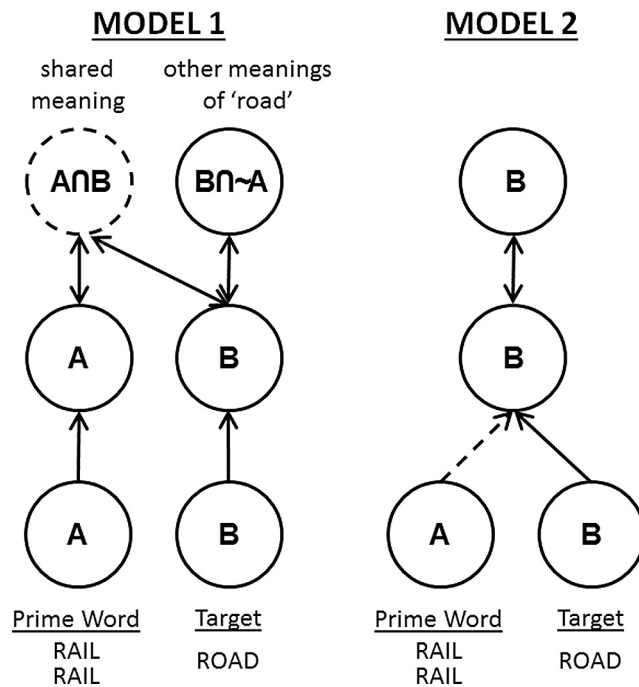 MODEL 1
MODEL 2
shared
meaning
other meanings
of 'road'
A∩B
B∩~A
B
A
B
B
A
B
A
B
Prime Word
RAIL
RAIL
Target
ROAD
Prime Word
RAIL
RAIL
Target
ROAD